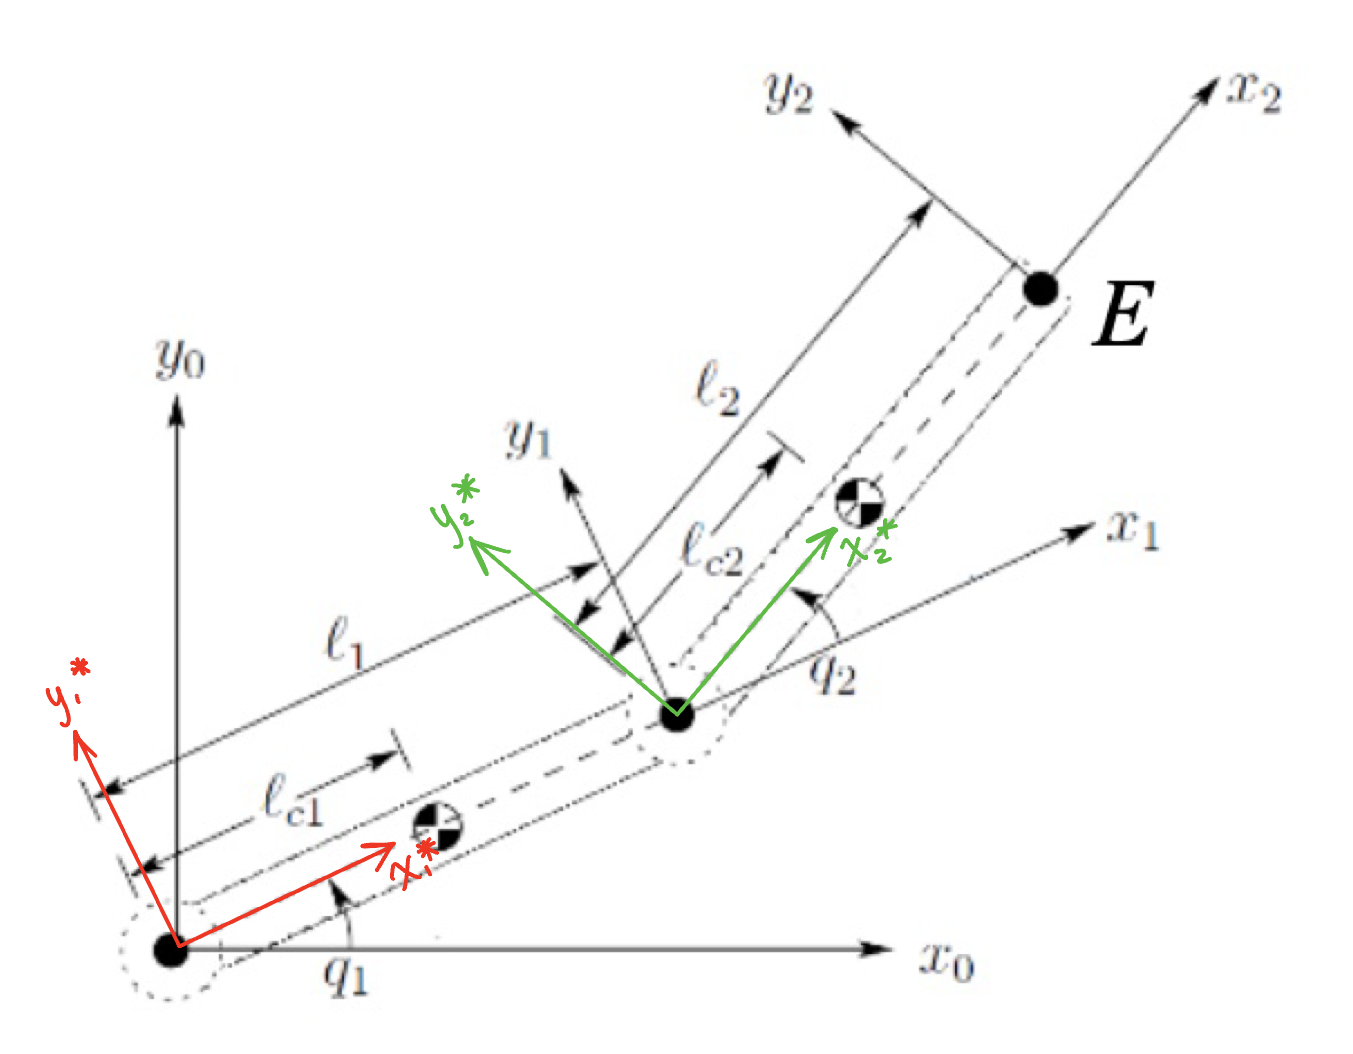 y₂
x₂
E
y₀
ℓ₂
y₁
y₂*
x₁
ℓc2
x₂*
ℓ₁
q₂
y₁*
ℓc1
x₁*
q₁
x₀